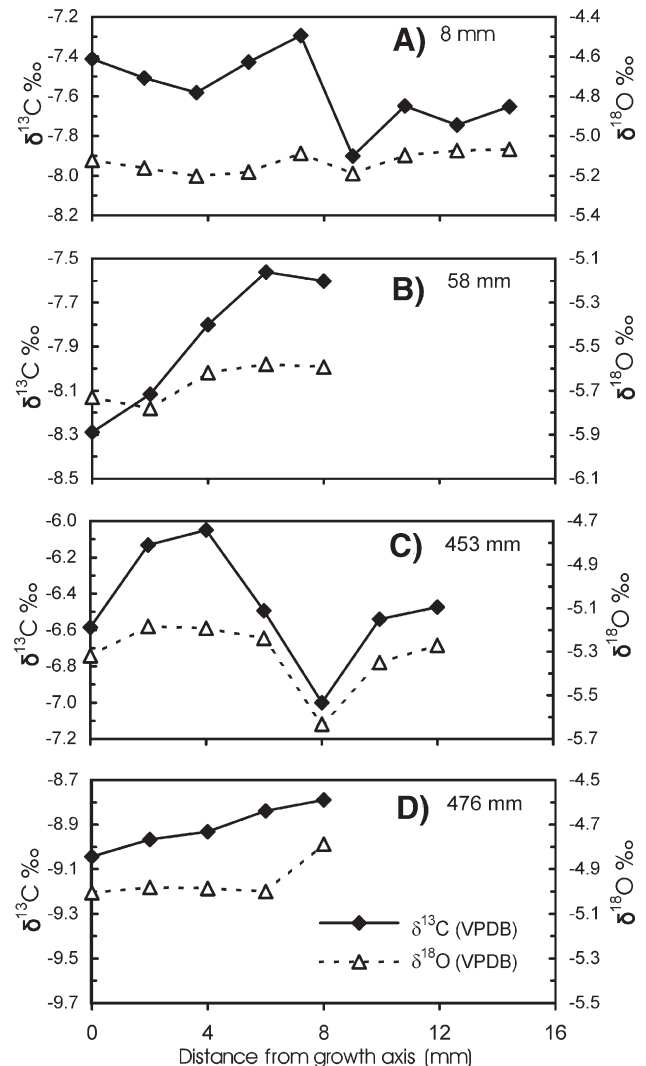 A) 8 mm
-7.2 -4.4
-7.4 -4.6
-7.6 -4.8
-7.8 -5.0
-8.0 -5.2
-8.2 -5.4
δ13C ‰
δ18O ‰
B) 58 mm
-7.5 -5.1
-7.7 -5.3
-7.9 -5.5
-8.1 -5.7
-8.3 -5.9
-8.5 -6.1
δ13C ‰
δ18O ‰
C) 453 mm
-6.0 -4.7
-6.2 -4.9
-6.4 -5.1
-6.6 -5.3
-6.8 -5.5
-7.0 -5.7
-7.2
δ13C ‰
δ18O ‰
D) 476 mm
-8.7 -4.5
-8.9 -4.7
-9.1 -4.9
-9.3 -5.1
-9.5 -5.3
-9.7 -5.5
δ13C ‰
δ18O ‰
δ13C (VPDB)
δ18O (VPDB)
0 4 8 12 16
Distance from growth axis (mm)